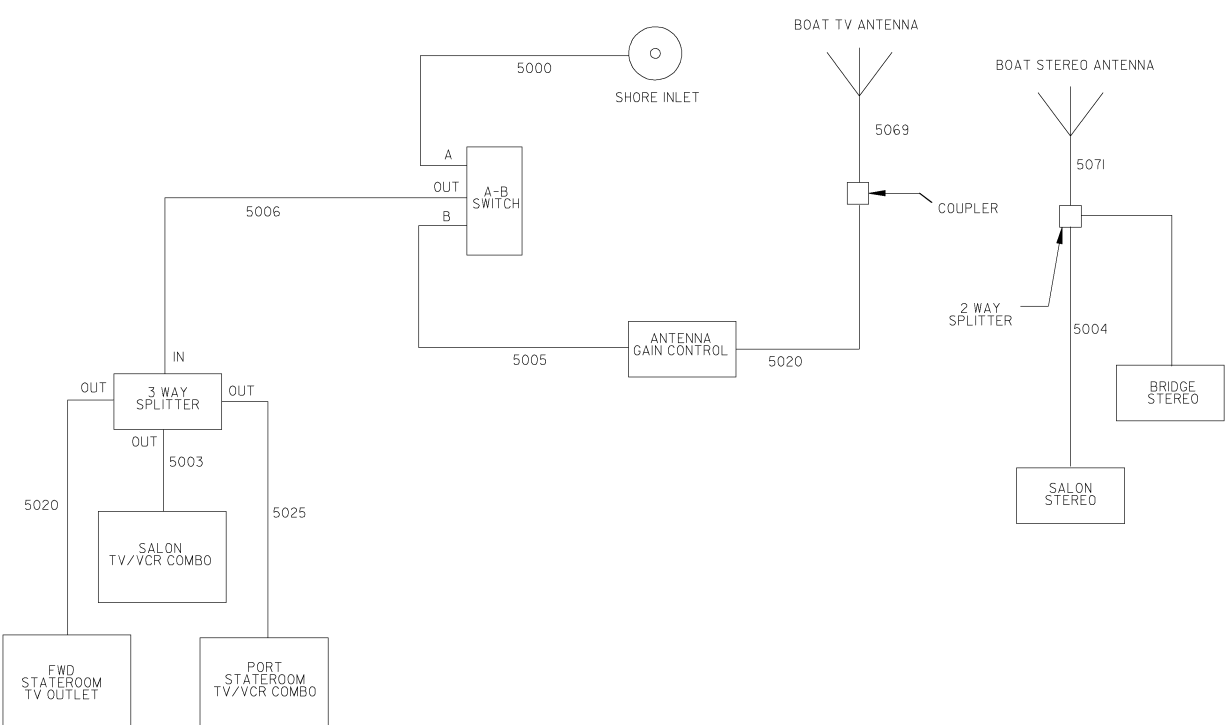 BOAT TV ANTENNA
BOAT STEREO ANTENNA
5000
SHORE INLET
5069
A
OUT
B
A-B
SWITCH
5006
5071
COUPLER
2 WAY
SPLITTER
5004
ANTENNA
GAIN CONTROL
5005
5020
IN
OUT
3 WAY
SPLITTER
OUT
OUT
5003
BRIDGE
STEREO
SALON
STEREO
5020
5025
SALON
TV/VCR COMBO
FWD
STATEROOM
TV OUTLET
PORT
STATEROOM
TV/VCR COMBO